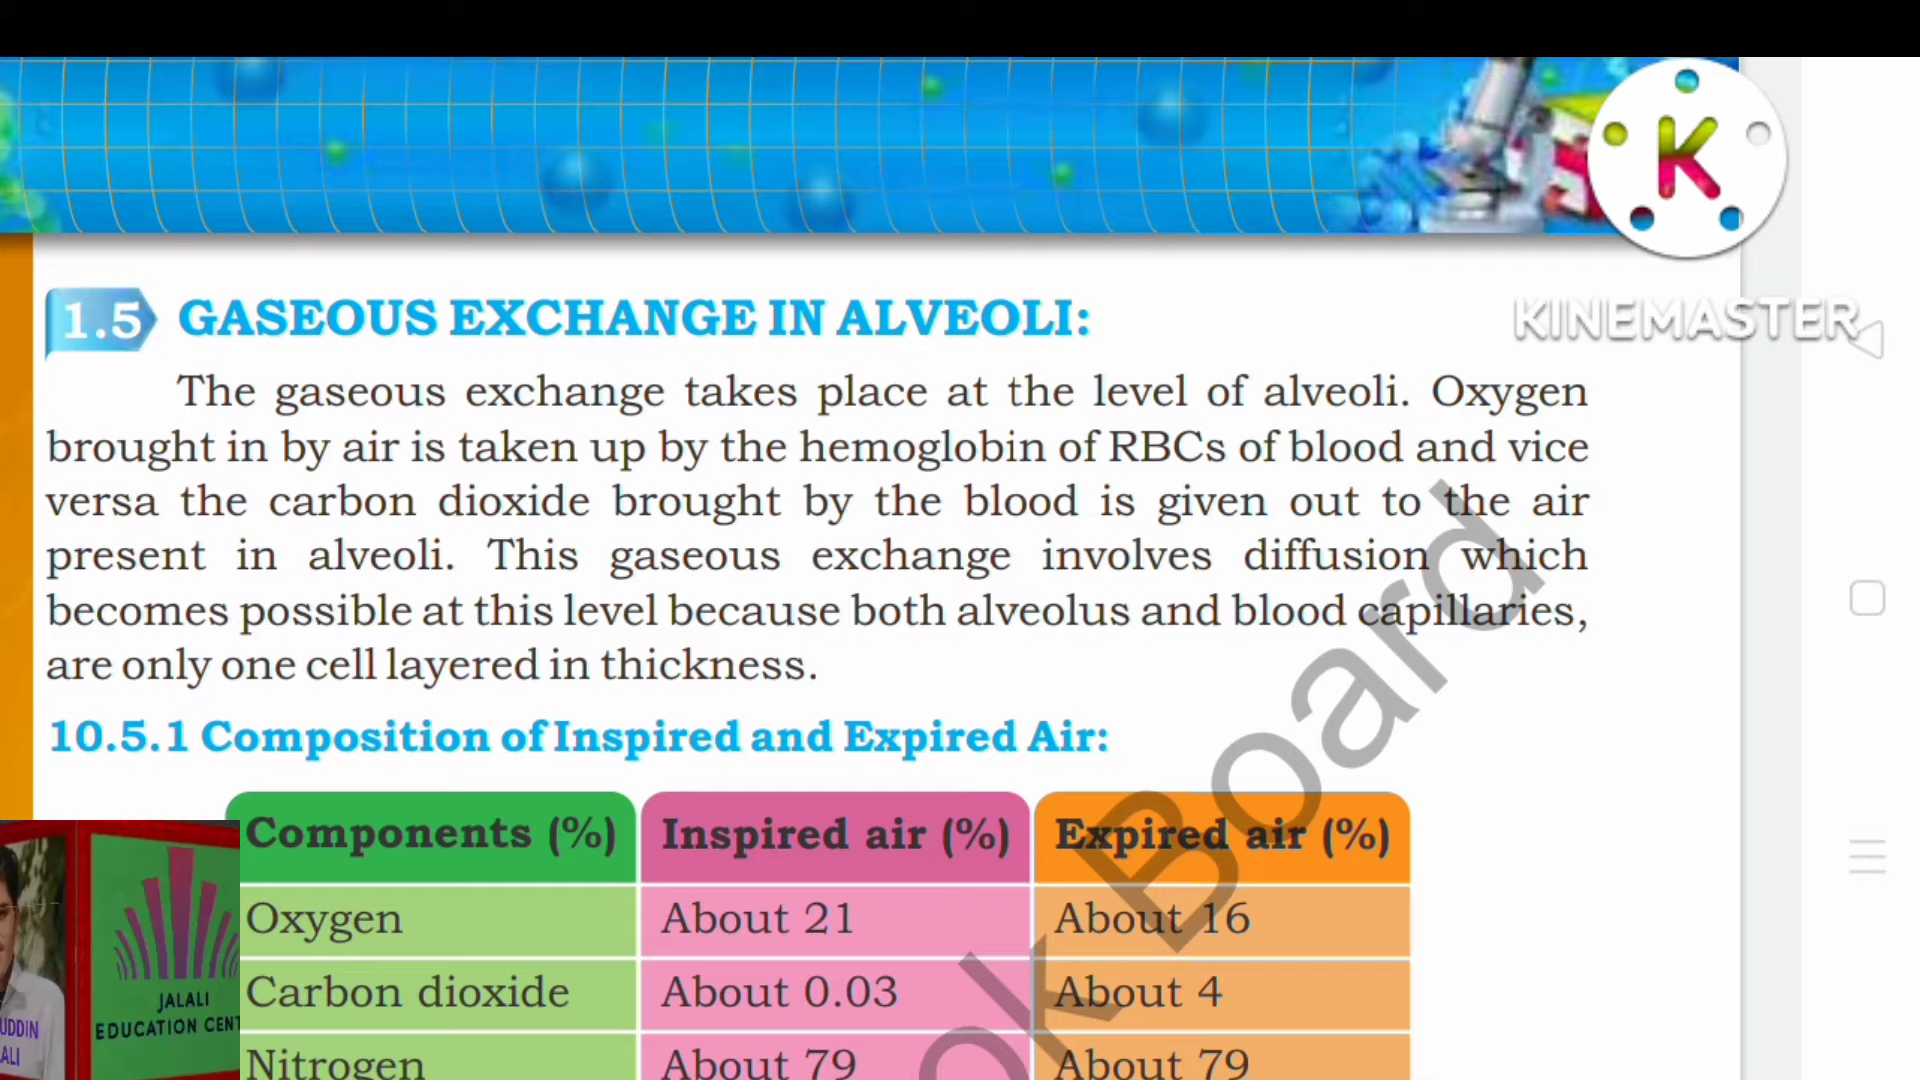 K
KINEMASTER
1.5 GASEOUS EXCHANGE IN ALVEOLI:
The gaseous exchange takes place at the level of alveoli. Oxygen
brought in by air is taken up by the hemoglobin of RBCs of blood and vice
versa the carbon dioxide brought by the blood is given out to the air
present in alveoli. This gaseous exchange involves diffusion which
becomes possible at this level because both alveolus and blood capillaries,
are only one cell layered in thickness.
10.5.1 Composition of Inspired and Expired Air:
Components (%) Inspired air (%) Expired air (%)
Oxygen About 21 About 16
Carbon dioxide About 0.03 About 4
Nitrogen About 79 About 79
ok Board
JALALI
EDUCATION CENT
UDDIN
ALI